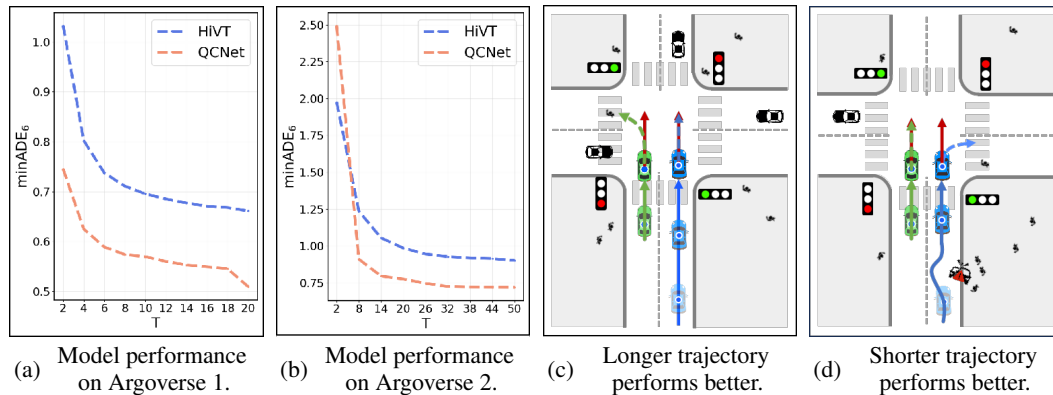 HiVT
QCNet
minADE6
1.0
0.9
0.8
0.7
0.6
0.5
2 4 6 8 10 12 14 16 18 20
T
(a) Model performance
on Argoverse 1.
HiVT
QCNet
minADE6
2.50
2.25
2.00
1.75
1.50
1.25
1.00
0.75
2 8 14 20 26 32 38 44 50
T
(b) Model performance
on Argoverse 2.
(c) Longer trajectory
performs better.
(d) Shorter trajectory
performs better.